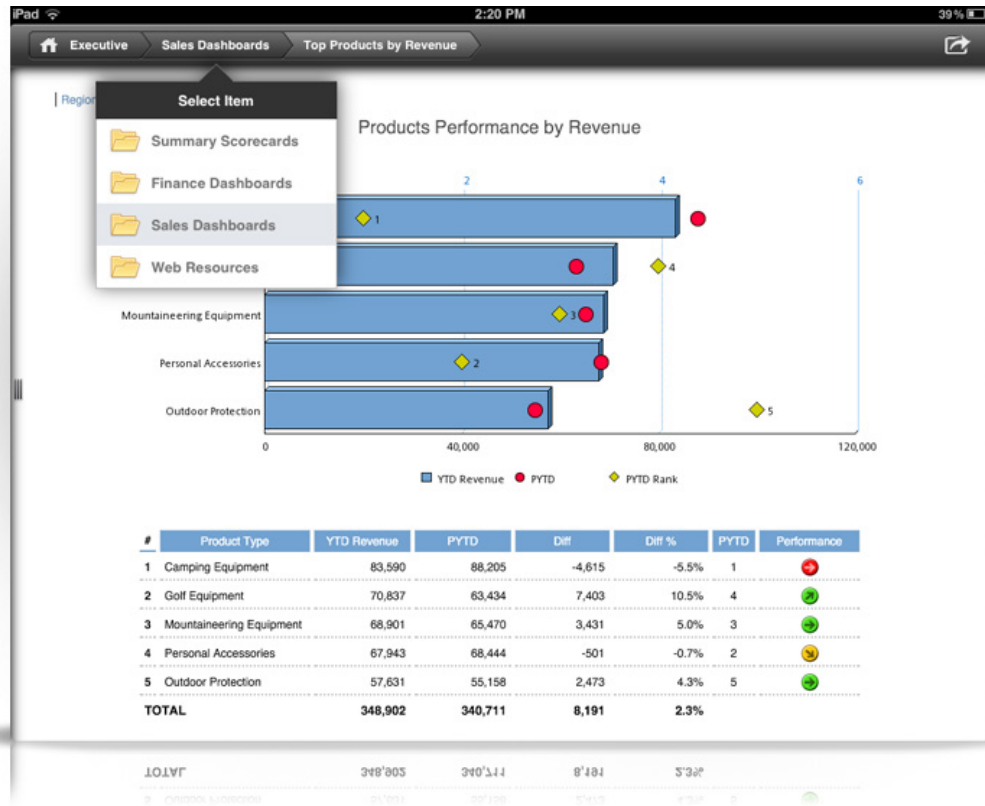 iPad 2:20 PM 39%
Executive Sales Dashboards Top Products by Revenue
Region
Select Item
Summary Scorecards
Finance Dashboards
Sales Dashboards
Web Resources
Products Performance by Revenue
2 4 6
1
4
Mountaineering Equipment 3
Personal Accessories 2
Outdoor Protection 5
0 40,000 80,000 120,000
YTD Revenue PYTD PYTD Rank
# Product Type YTD Revenue PYTD Diff Diff % PYTD Performance
1 Camping Equipment 83,590 88,205 -4,615 -5.5% 1
2 Golf Equipment 70,837 63,434 7,403 10.5% 4
3 Mountaineering Equipment 68,901 65,470 3,431 5.0% 3
4 Personal Accessories 67,943 68,444 -501 -0.7% 2
5 Outdoor Protection 57,631 55,158 2,473 4.3% 5
TOTAL 348,902 340,711 8,191 2.3%